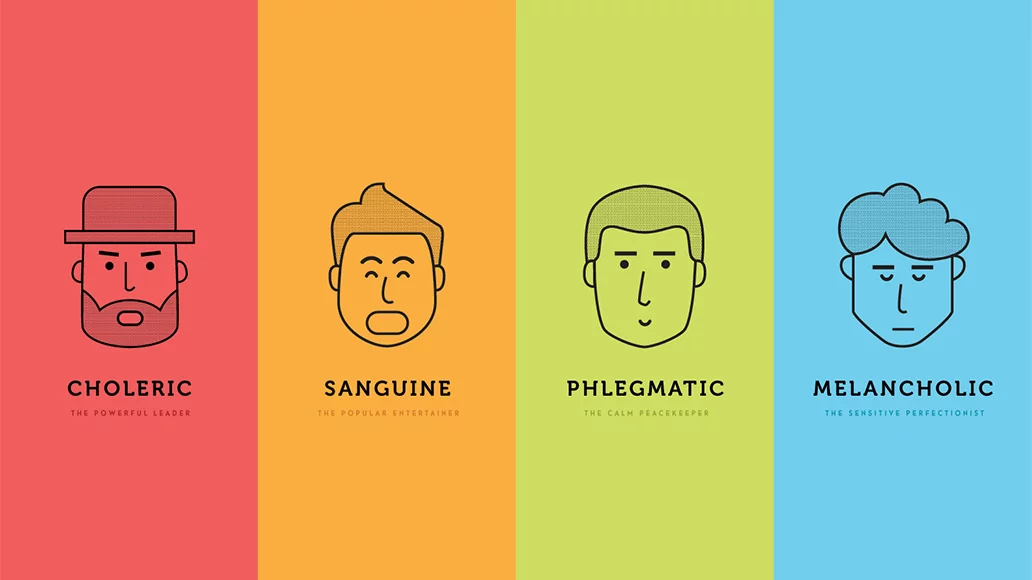 CHOLERIC
THE POWERFUL LEADER
SANGUINE
THE POPULAR ENTERTAINER
PHLEGMATIC
THE CALM PEACEKEEPER
MELANCHOLIC
THE SENSITIVE PERFECTIONIST